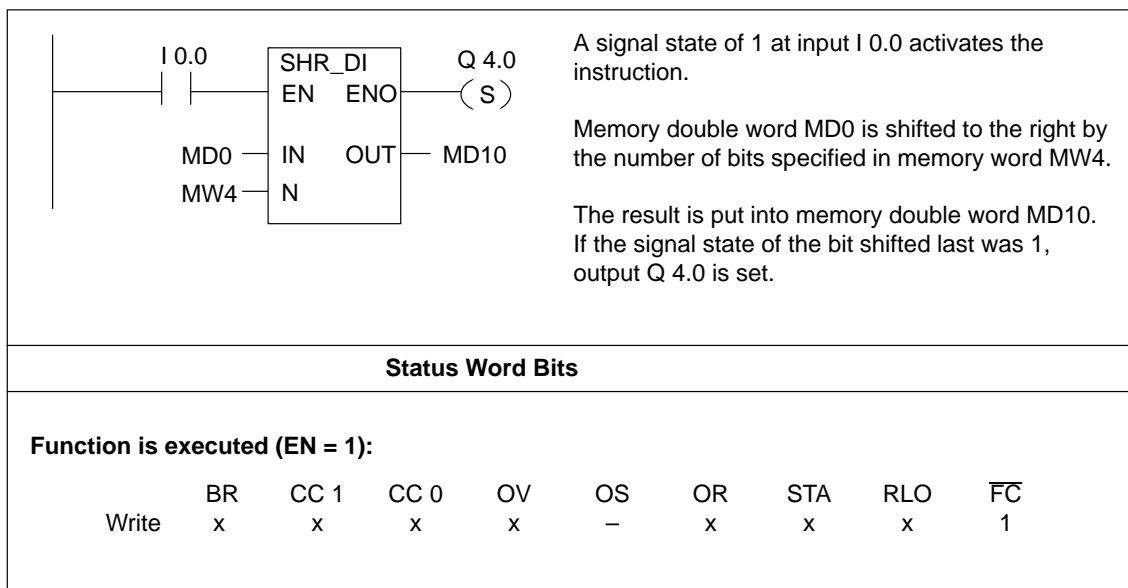 I 0.0
SHR_DI
Q 4.0
EN ENO
( S )
MD0
IN OUT
MD10
MW4
N
A signal state of 1 at input I 0.0 activates the
instruction.
Memory double word MD0 is shifted to the right by
the number of bits specified in memory word MW4.
The result is put into memory double word MD10.
If the signal state of the bit shifted last was 1,
output Q 4.0 is set.
Status Word Bits
Function is executed (EN = 1):
BR CC 1 CC 0 OV OS OR STA RLO F̅C̅
Write x x x x – x x x 1